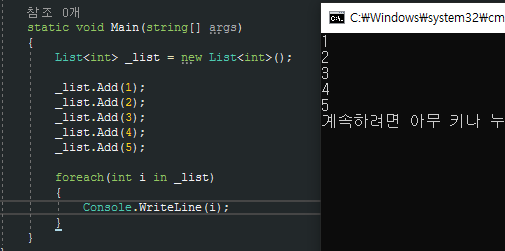 참조 0개
static void Main(string[] args)
{
List<int> _list = new List<int>();
_list.Add(1);
_list.Add(2);
_list.Add(3);
_list.Add(4);
_list.Add(5);
foreach(int i in _list)
{
Console.WriteLine(i);
}
}
C:\Windows\system32\cm
1
2
3
4
5
계속하려면 아무 키나 누